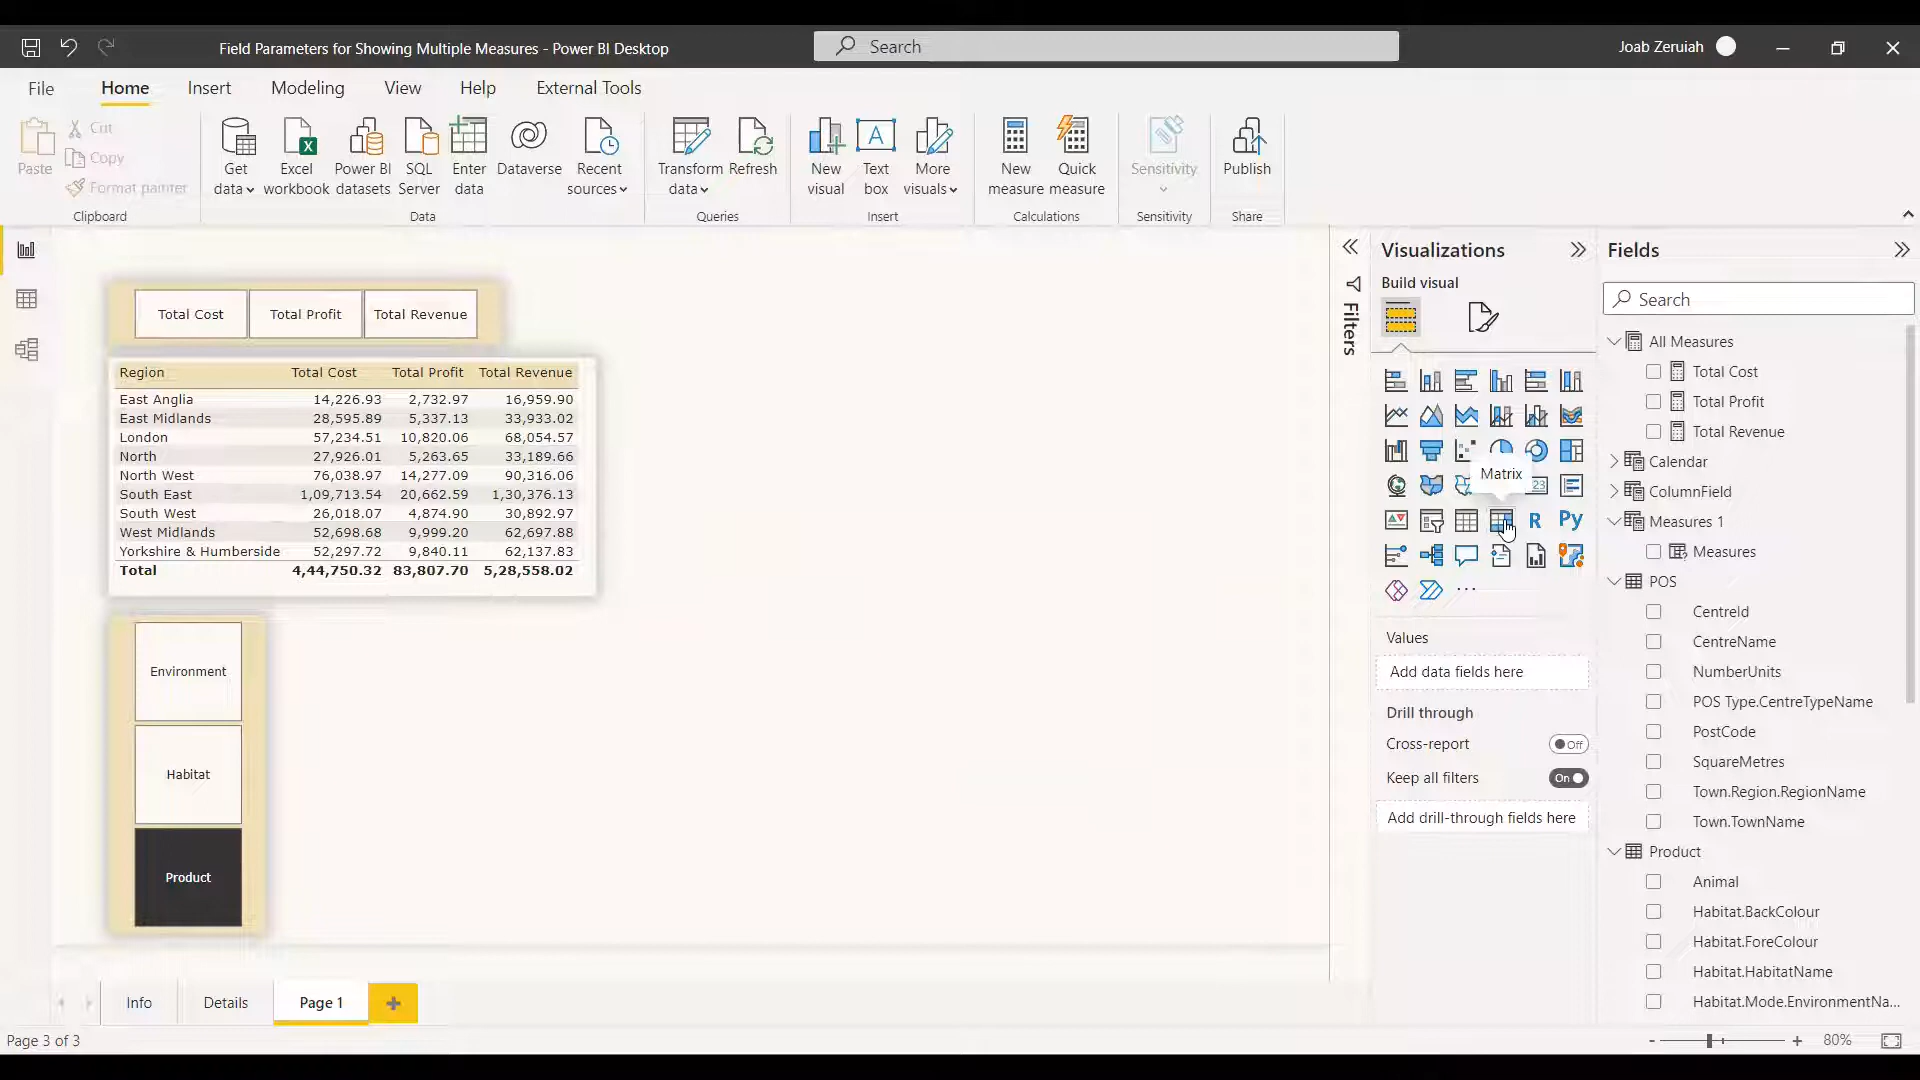 Field Parameters for Showing Multiple Measures - Power BI Desktop
Search
Joab Zeruiah
File Home Insert Modeling View Help External Tools
Paste
Cut
Copy
Format painter
Clipboard
Get data
Excel workbook
Power BI datasets
SQL Server
Enter data
Dataverse
Recent sources
Data
Transform data
Refresh
Queries
New visual
Text box
More visuals
Insert
New measure
Quick measure
Calculations
Sensitivity
Sensitivity
Publish
Share
Total Cost Total Profit Total Revenue
Region Total Cost Total Profit Total Revenue
East Anglia 14,226.93 2,732.97 16,959.90
East Midlands 28,595.89 5,337.13 33,933.02
London 57,234.51 10,820.06 68,054.57
North 27,926.01 5,263.65 33,189.66
North West 76,038.97 14,277.09 90,316.06
South East 1,09,713.54 20,662.59 1,30,376.13
South West 26,018.07 4,874.90 30,892.97
West Midlands 52,698.68 9,999.20 62,697.88
Yorkshire & Humberside 52,297.72 9,840.11 62,137.83
Total 4,44,750.32 83,807.70 5,28,558.02
Environment
Habitat
Product
Filters
Visualizations
Build visual
Matrix
123
R Py
Values
Add data fields here
Drill through
Cross-report Off
Keep all filters On
Add drill-through fields here
Fields
Search
All Measures
Total Cost
Total Profit
Total Revenue
Calendar
ColumnField
Measures 1
Measures
POS
CentreId
CentreName
NumberUnits
POS Type.CentreTypeName
PostCode
SquareMetres
Town.Region.RegionName
Town.TownName
Product
Animal
Habitat.BackColour
Habitat.ForeColour
Habitat.HabitatName
Habitat.Mode.EnvironmentNa...
Info Details Page 1 +
Page 3 of 3
- + 80%